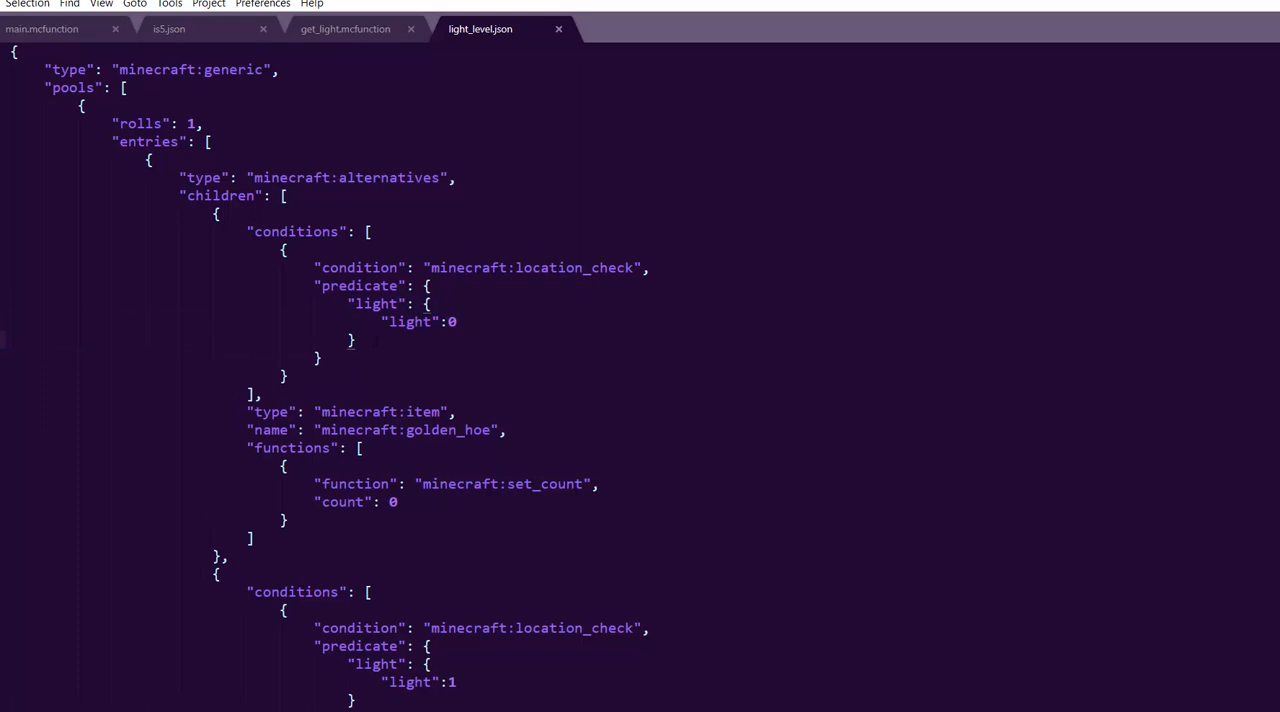 Selection Find View Goto Tools Project Preferences Help
main.mcfunction × is5.json × get_light.mcfunction × light_level.json ×
{
    "type": "minecraft:generic",
    "pools": [
        {
            "rolls": 1,
            "entries": [
                {
                    "type": "minecraft:alternatives",
                    "children": [
                        {
                            "conditions": [
                                {
                                    "condition": "minecraft:location_check",
                                    "predicate": {
                                        "light": {
                                            "light":0
                                        }
                                    }
                                }
                            ],
                            "type": "minecraft:item",
                            "name": "minecraft:golden_hoe",
                            "functions": [
                                {
                                    "function": "minecraft:set_count",
                                    "count": 0
                                }
                            ]
                        },
                        {
                            "conditions": [
                                {
                                    "condition": "minecraft:location_check",
                                    "predicate": {
                                        "light": {
                                            "light":1
                                        }